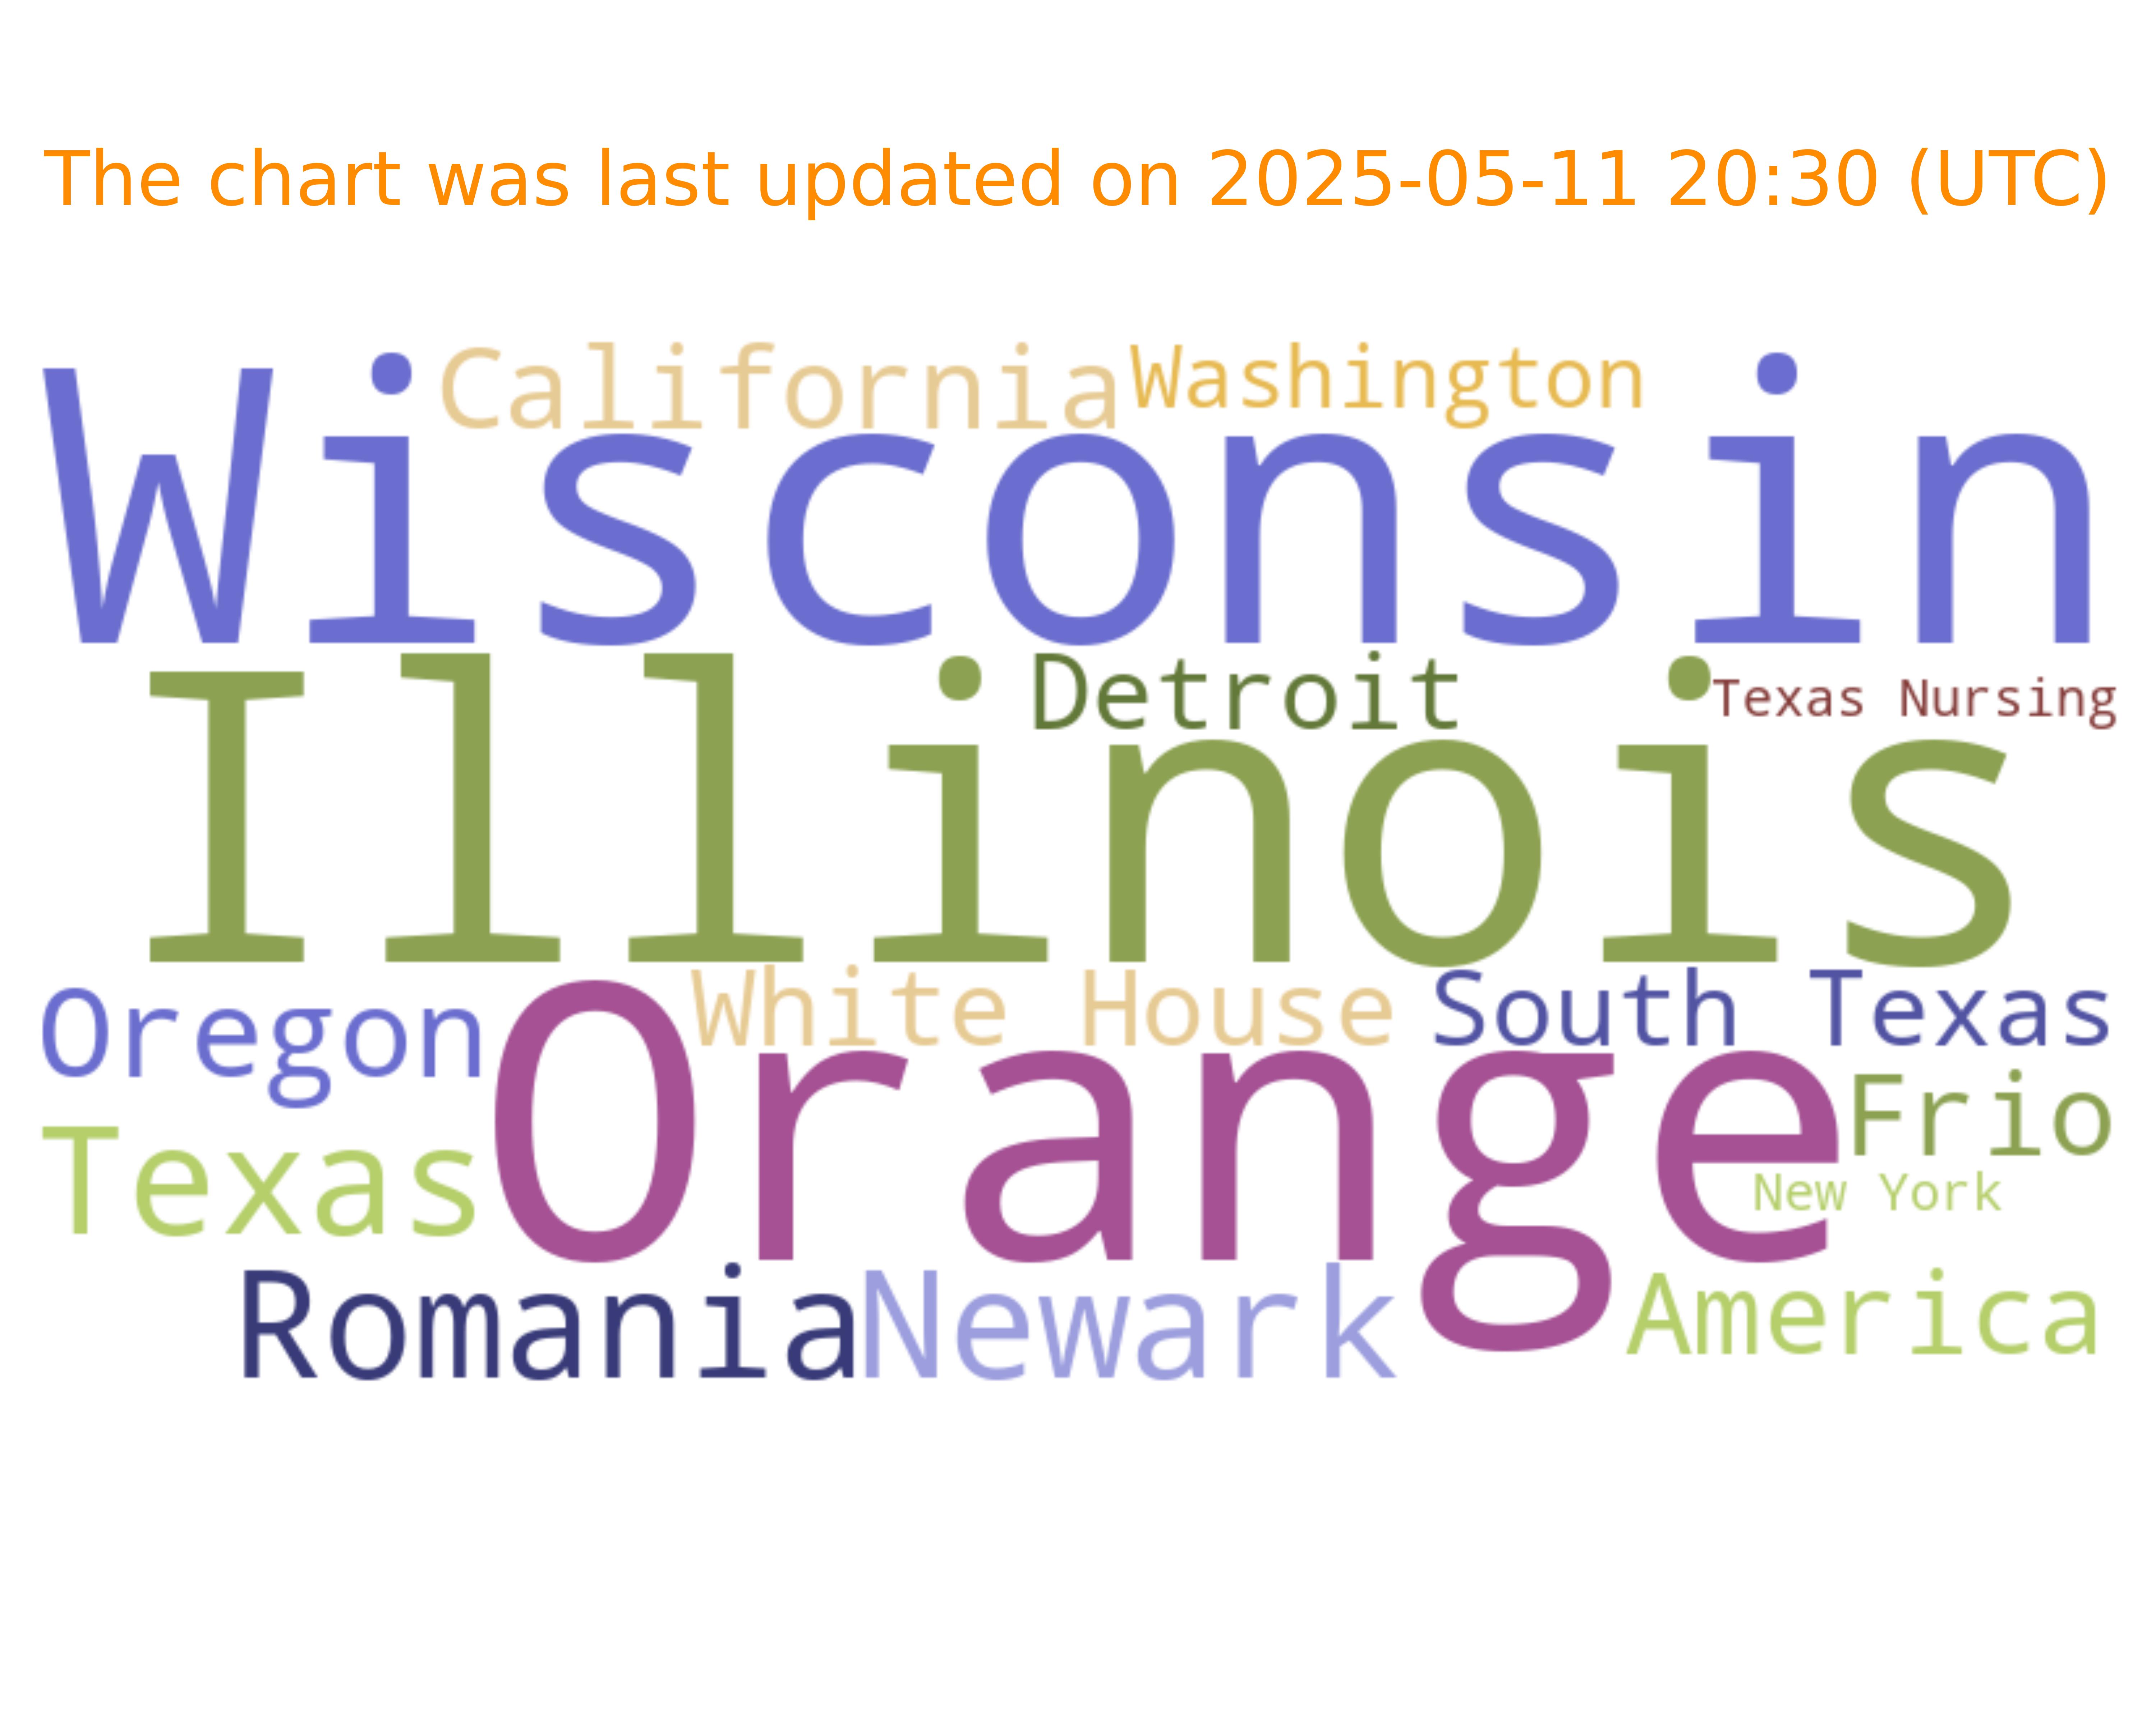 The chart was last updated on 2025-05-11 20:30 (UTC)
California
Washington
Wisconsin
Detroit
Texas Nursing
Illinois
Oregon
White House
South Texas
Orange
Frio
Texas
New York
Romania
Newark
America